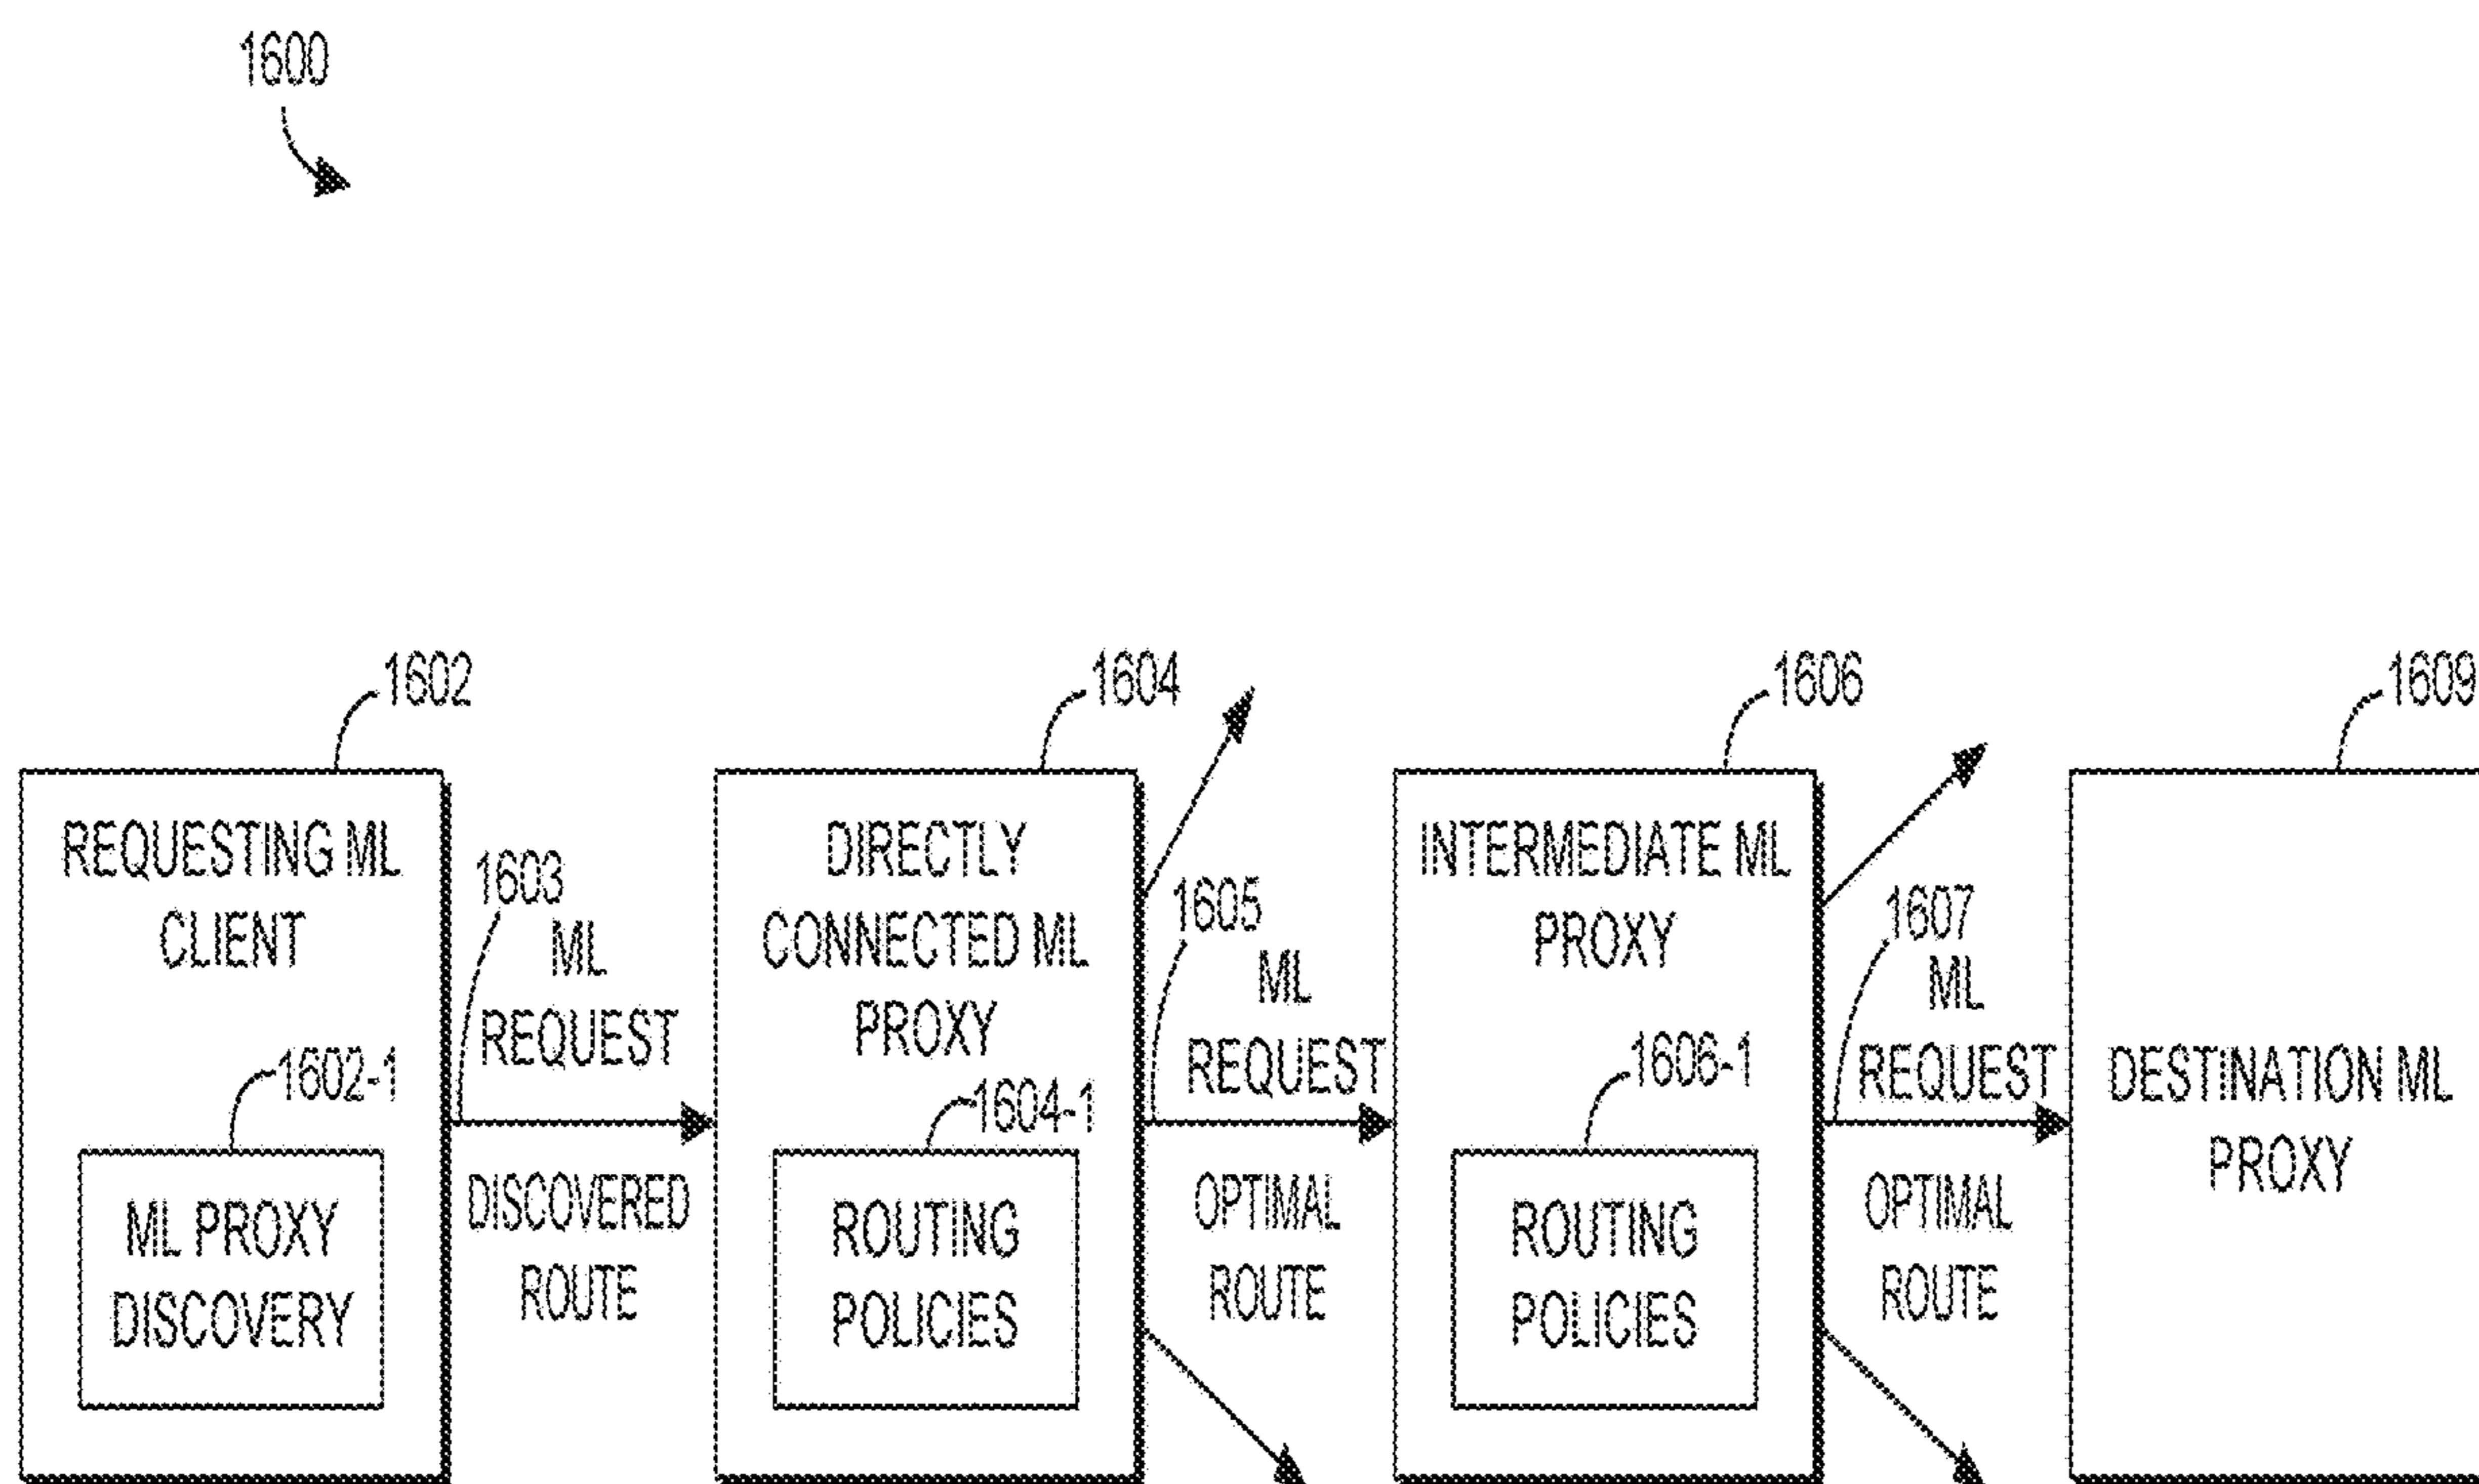 1600
1602
1604
1606
1609
REQUESTING ML
CLIENT
1602-1
ML PROXY
DISCOVERY
1603
ML
REQUEST
DISCOVERED
ROUTE
DIRECTLY
CONNECTED ML
PROXY
1604-1
ROUTING
POLICIES
1605
ML
REQUEST
OPTIMAL
ROUTE
INTERMEDIATE ML
PROXY
1606-1
ROUTING
POLICIES
1607
ML
REQUEST
OPTIMAL
ROUTE
DESTINATION ML
PROXY